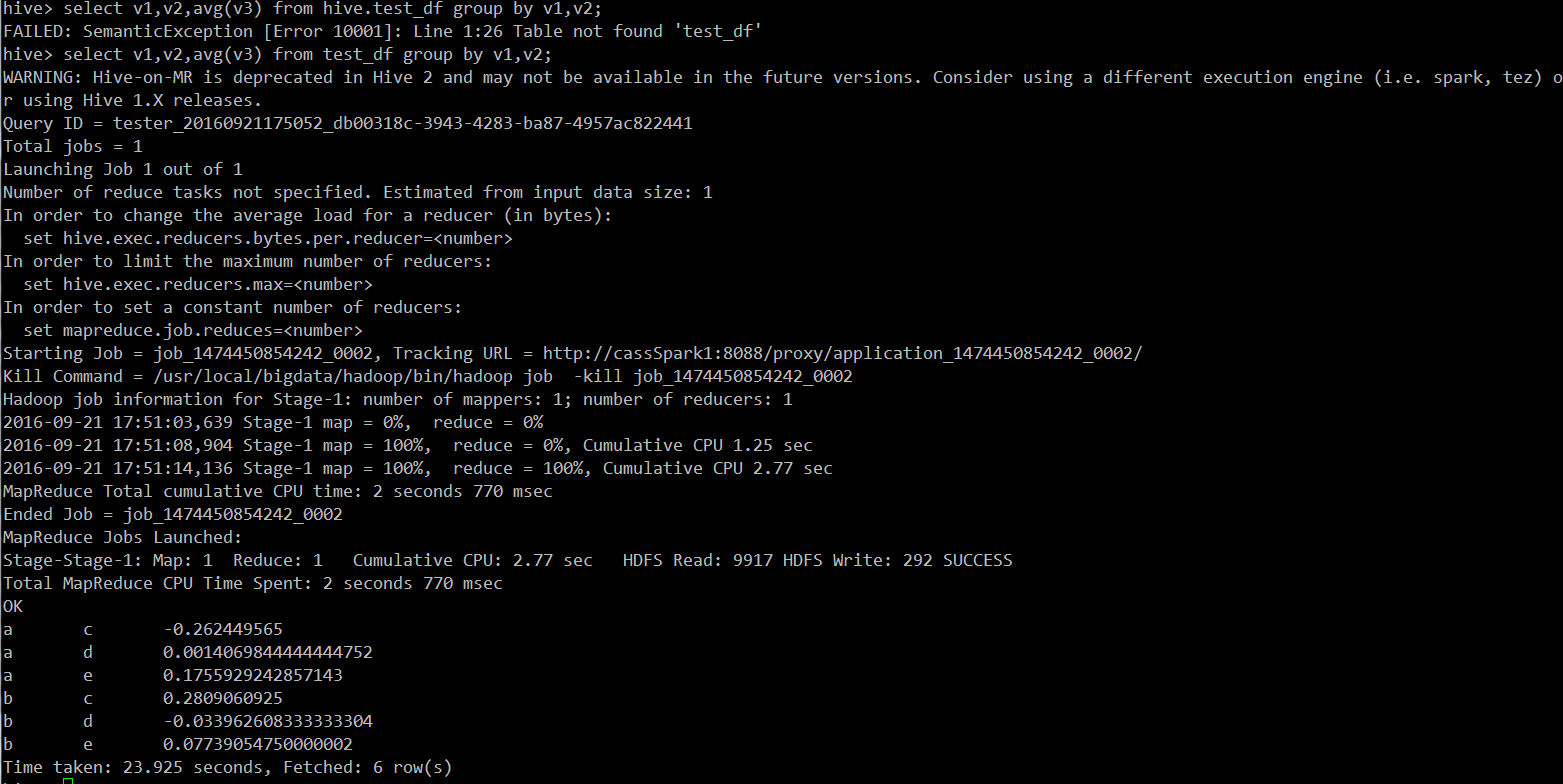 hive> select v1,v2,avg(v3) from hive.test_df group by v1,v2;
FAILED: SemanticException [Error 10001]: Line 1:26 Table not found 'test_df'
hive> select v1,v2,avg(v3) from test_df group by v1,v2;
WARNING: Hive-on-MR is deprecated in Hive 2 and may not be available in the future versions. Consider using a different execution engine (i.e. spark, tez) o
r using Hive 1.X releases.
Query ID = tester_20160921175052_db00318c-3943-4283-ba87-4957ac822441
Total jobs = 1
Launching Job 1 out of 1
Number of reduce tasks not specified. Estimated from input data size: 1
In order to change the average load for a reducer (in bytes):
  set hive.exec.reducers.bytes.per.reducer=<number>
In order to limit the maximum number of reducers:
  set hive.exec.reducers.max=<number>
In order to set a constant number of reducers:
  set mapreduce.job.reduces=<number>
Starting Job = job_1474450854242_0002, Tracking URL = http://cassSpark1:8088/proxy/application_1474450854242_0002/
Kill Command = /usr/local/bigdata/hadoop/bin/hadoop job  -kill job_1474450854242_0002
Hadoop job information for Stage-1: number of mappers: 1; number of reducers: 1
2016-09-21 17:51:03,639 Stage-1 map = 0%,  reduce = 0%
2016-09-21 17:51:08,904 Stage-1 map = 100%,  reduce = 0%, Cumulative CPU 1.25 sec
2016-09-21 17:51:14,136 Stage-1 map = 100%,  reduce = 100%, Cumulative CPU 2.77 sec
MapReduce Total cumulative CPU time: 2 seconds 770 msec
Ended Job = job_1474450854242_0002
MapReduce Jobs Launched:
Stage-Stage-1: Map: 1  Reduce: 1   Cumulative CPU: 2.77 sec   HDFS Read: 9917 HDFS Write: 292 SUCCESS
Total MapReduce CPU Time Spent: 2 seconds 770 msec
OK
a	c	-0.262449565
a	d	0.0014069844444444752
a	e	0.1755929242857143
b	c	0.2809060925
b	d	-0.033962608333333304
b	e	0.07739054750000002
Time taken: 23.925 seconds, Fetched: 6 row(s)